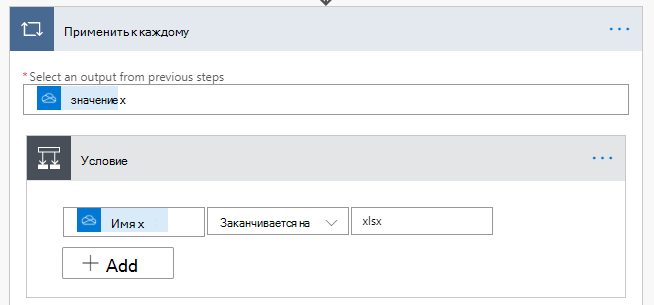 Применить к каждому
* Select an output from previous steps
значение x
Условие
Имя x Заканчивается на xlsx
+ Add